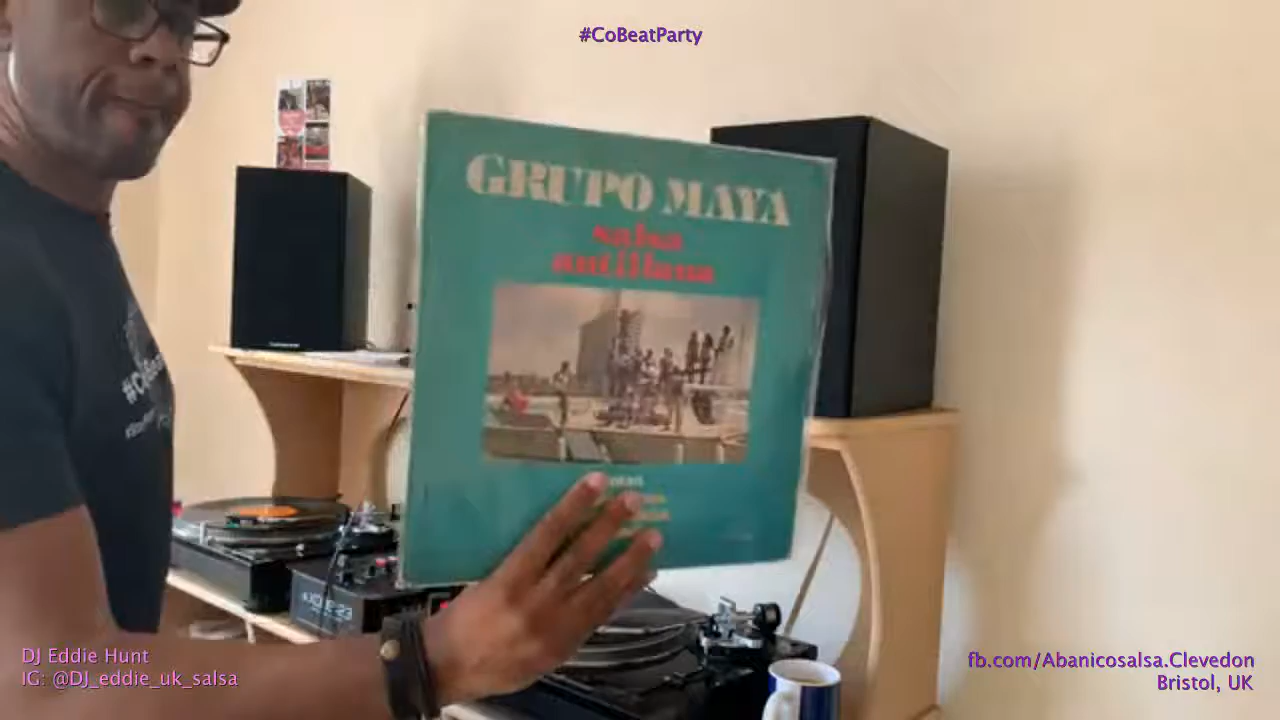 #CoBeatParty
GRUPO MAYA
salsa
antillana
DJ Eddie Hunt
IG: @DJ_eddie_uk_salsa
fb.com/Abanicosalsa.Clevedon
Bristol, UK